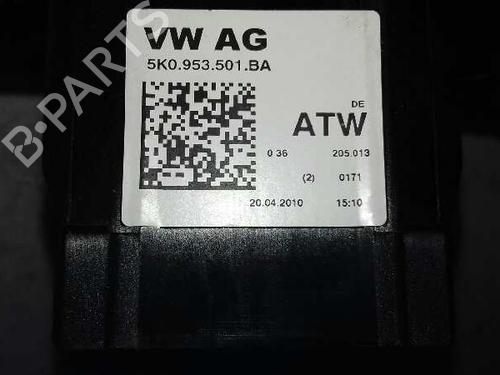 VW AG
5K0.953.501.BA
DE
ATW
0 36 205.013
(2) 0171
20.04.2010 15:10
B-PARTS